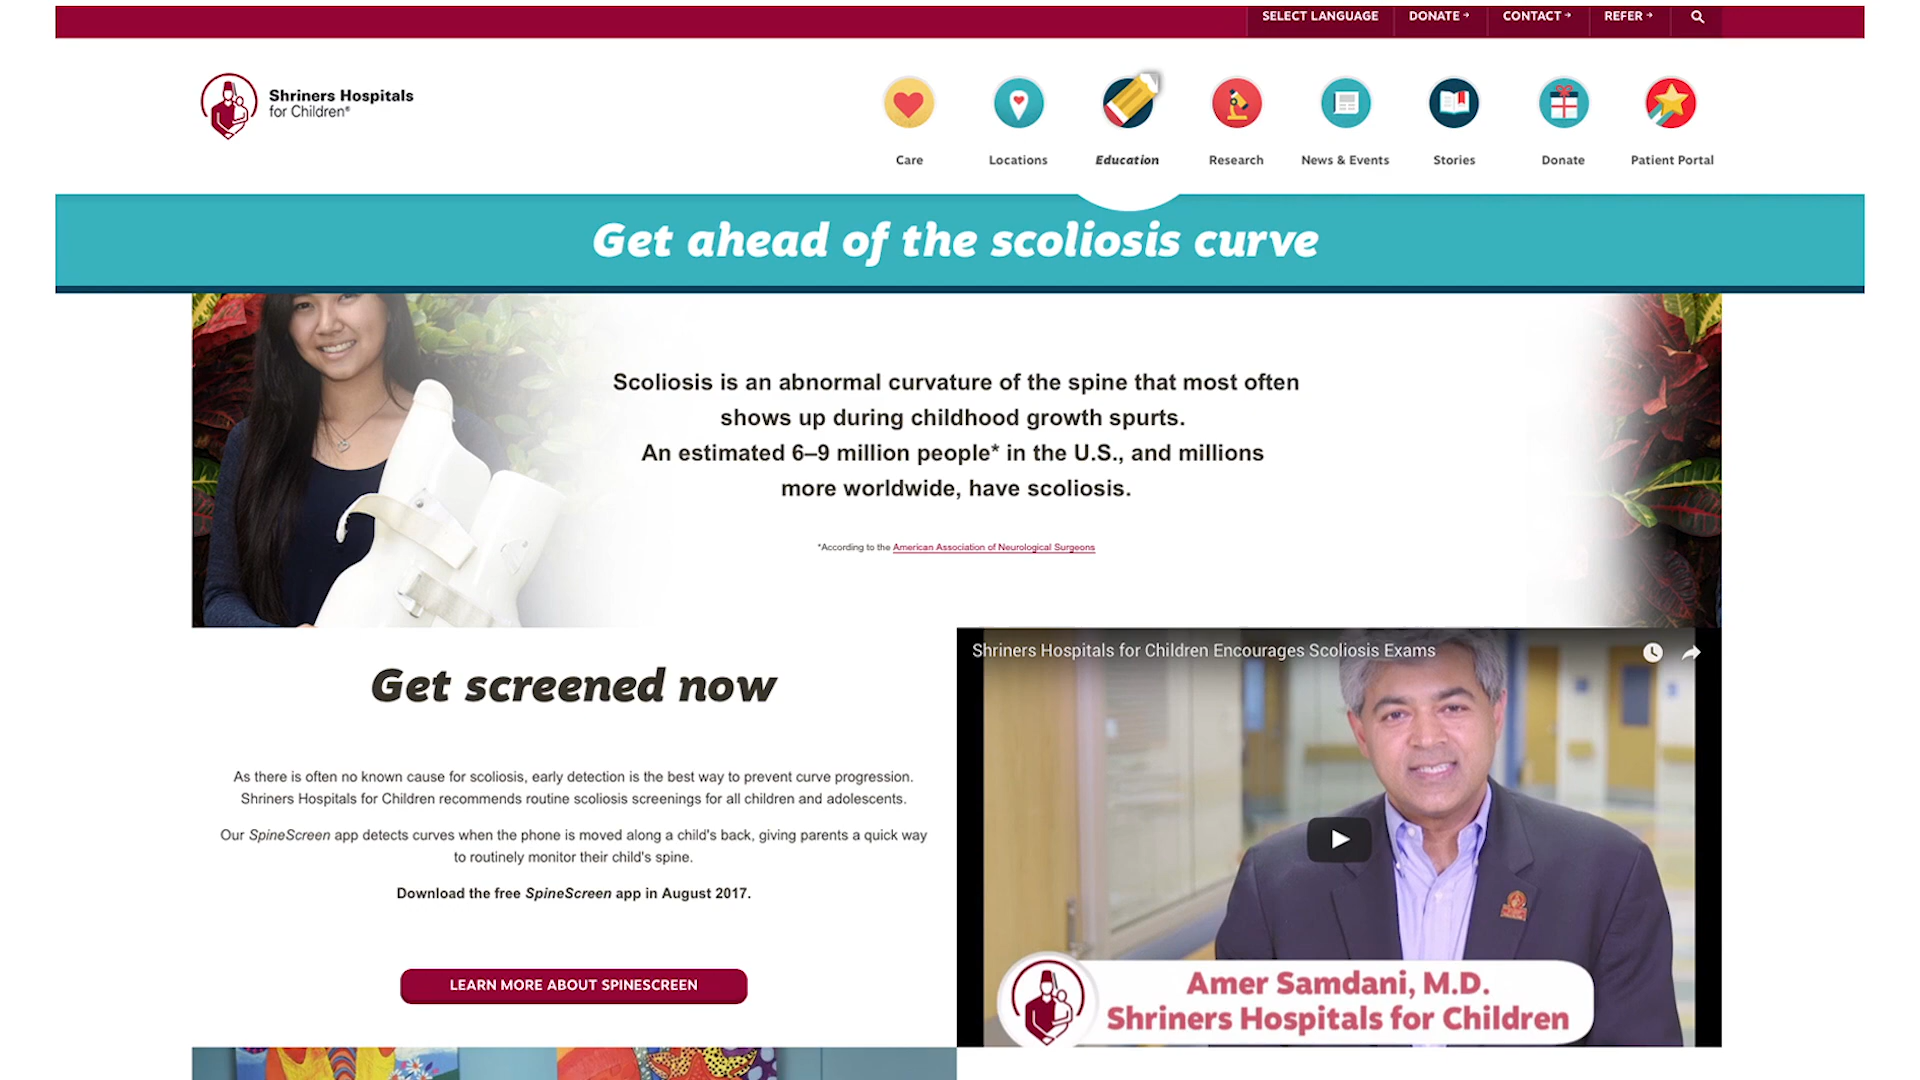 SELECT LANGUAGE
DONATE
CONTACT
REFER
Shriners Hospitals
for Children®
Care
Locations
Education
Research
News & Events
Stories
Donate
Patient Portal
Get ahead of the scoliosis curve
Scoliosis is an abnormal curvature of the spine that most often
shows up during childhood growth spurts.
An estimated 6–9 million people* in the U.S., and millions
more worldwide, have scoliosis.
*According to the American Association of Neurological Surgeons
Get screened now
As there is often no known cause for scoliosis, early detection is the best way to prevent curve progression.
Shriners Hospitals for Children recommends routine scoliosis screenings for all children and adolescents.
Our SpineScreen app detects curves when the phone is moved along a child's back, giving parents a quick way
to routinely monitor their child's spine.
Download the free SpineScreen app in August 2017.
LEARN MORE ABOUT SPINESCREEN
Shriners Hospitals for Children Encourages Scoliosis Exams
Amer Samdani, M.D.
Shriners Hospitals for Children